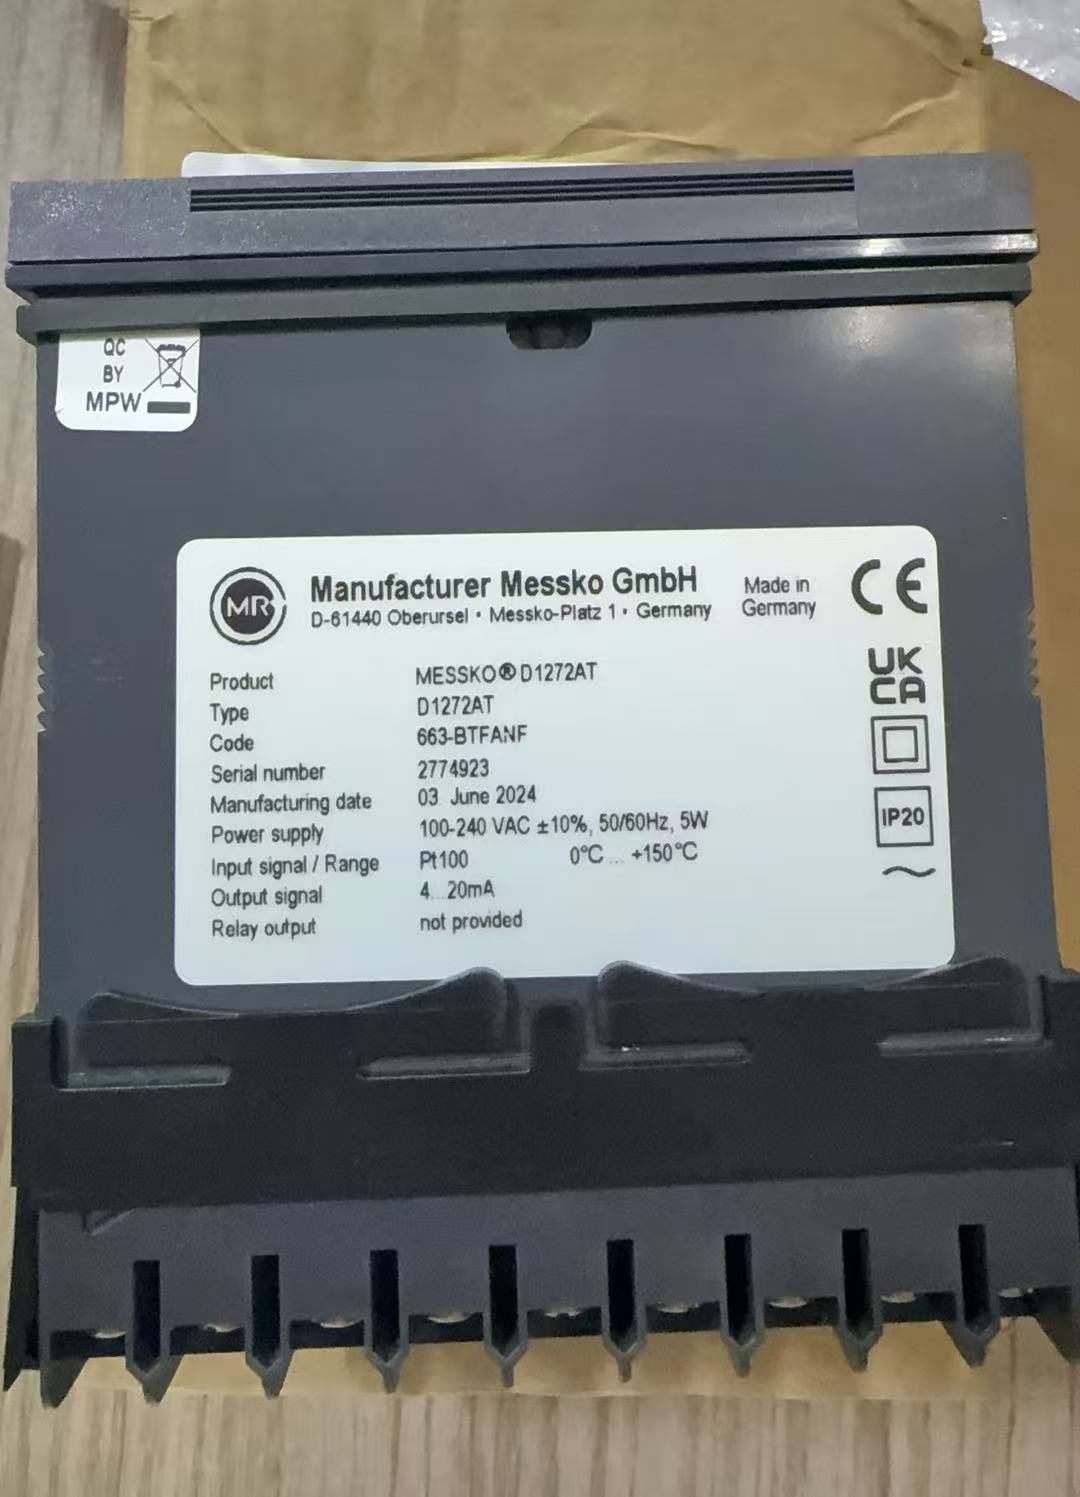 QC
BY
MPW
MR
Manufacturer Messko GmbH
D-61440 Oberursel • Messko-Platz 1 • Germany
Made in
Germany
CE
UK
CA
Product MESSKO® D1272AT
Type D1272AT
Code 663-BTFANF
Serial number 2774923
Manufacturing date 03 June 2024
Power supply 100-240 VAC ±10%, 50/60Hz, 5W
Input signal / Range Pt100 0°C ... +150°C
Output signal 4...20mA
Relay output not provided
IP20